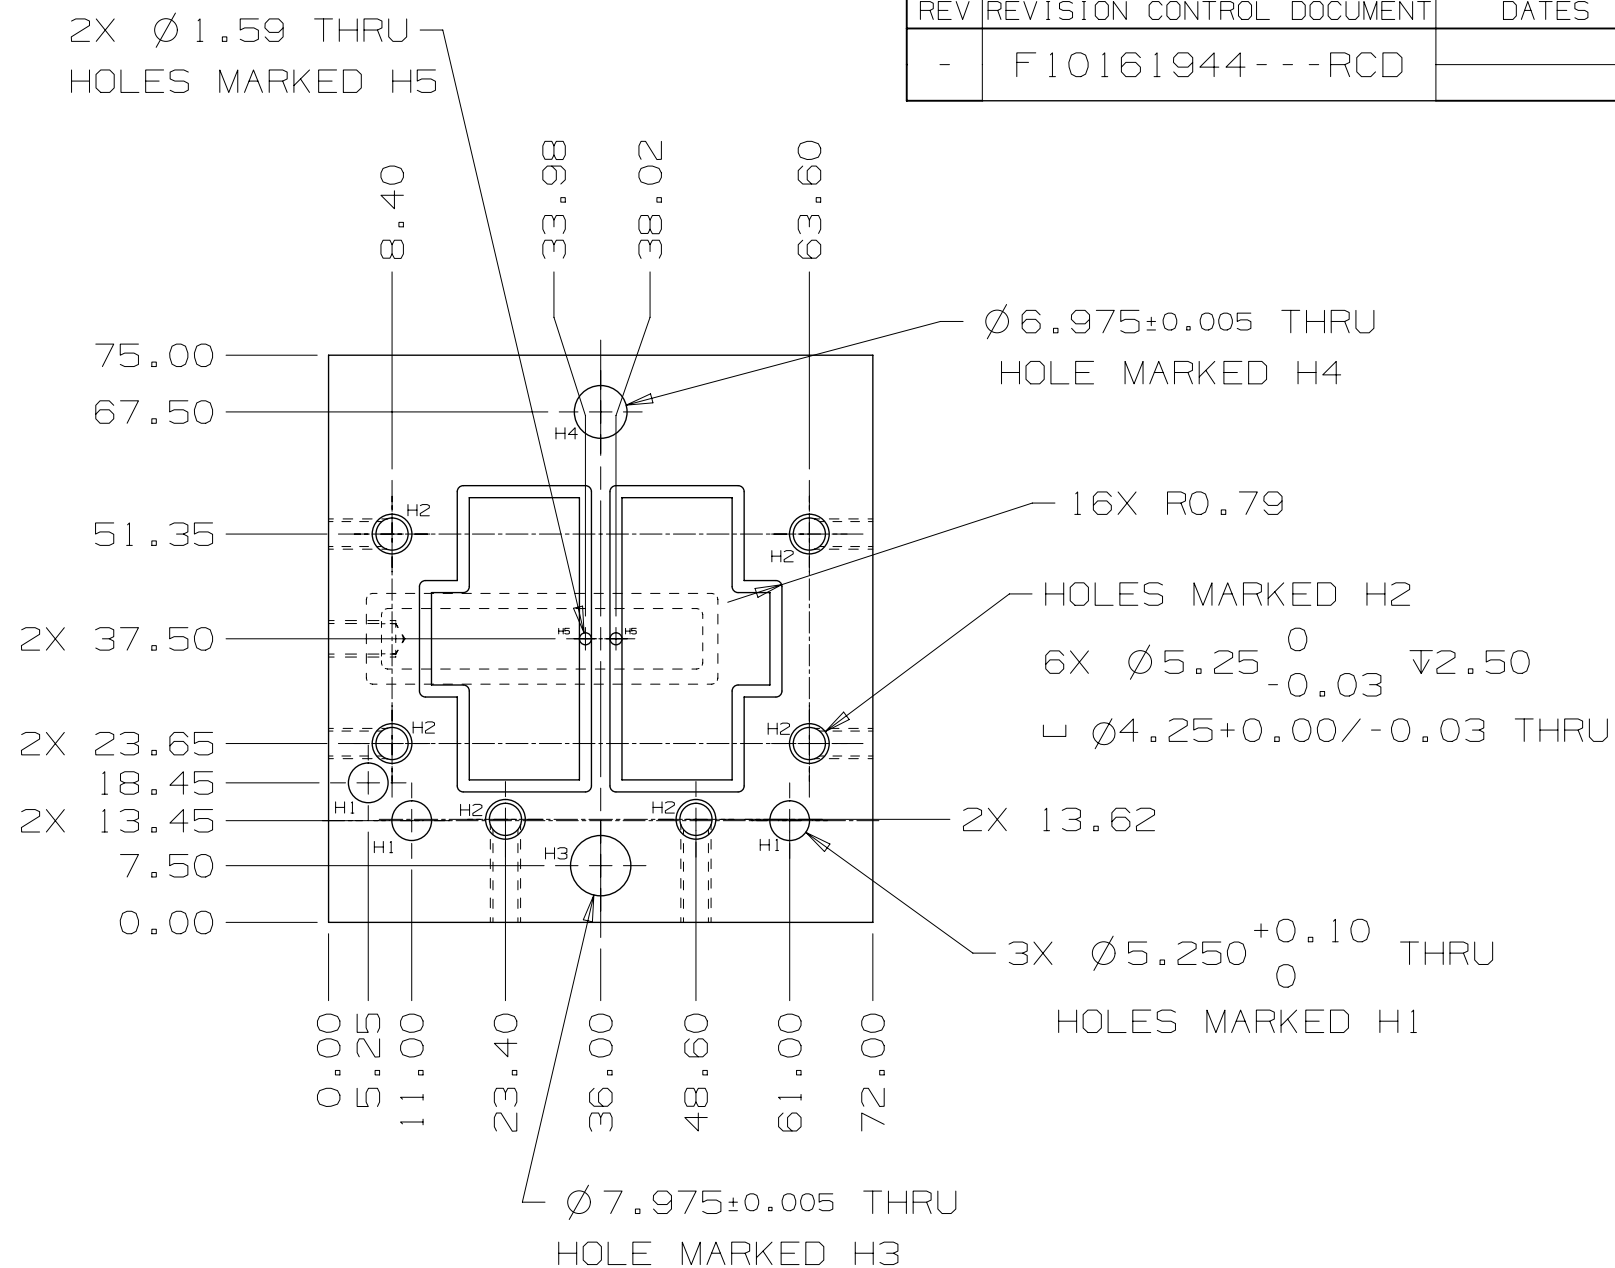 2X Ø1.59 THRU
HOLES MARKED H5
REV REVISION CONTROL DOCUMENT DATES
- F10161944---RCD
8.40
33.98
38.02
63.60
Ø6.975±0.005 THRU
HOLE MARKED H4
75.00
67.50
H4
16X R0.79
51.35
H2
H2
HOLES MARKED H2
6X Ø5.25 0 -0.03 ↧2.50
⌴ Ø4.25+0.00/-0.03 THRU
2X 37.50
H5
H5
2X 23.65
H2
H2
18.45
H1
2X 13.45
H1
H2
H2
H1
2X 13.62
7.50
H3
0.00
3X Ø5.250 +0.10 0 THRU
HOLES MARKED H1
0.00
5.25
11.00
23.40
36.00
48.60
61.00
72.00
Ø7.975±0.005 THRU
HOLE MARKED H3